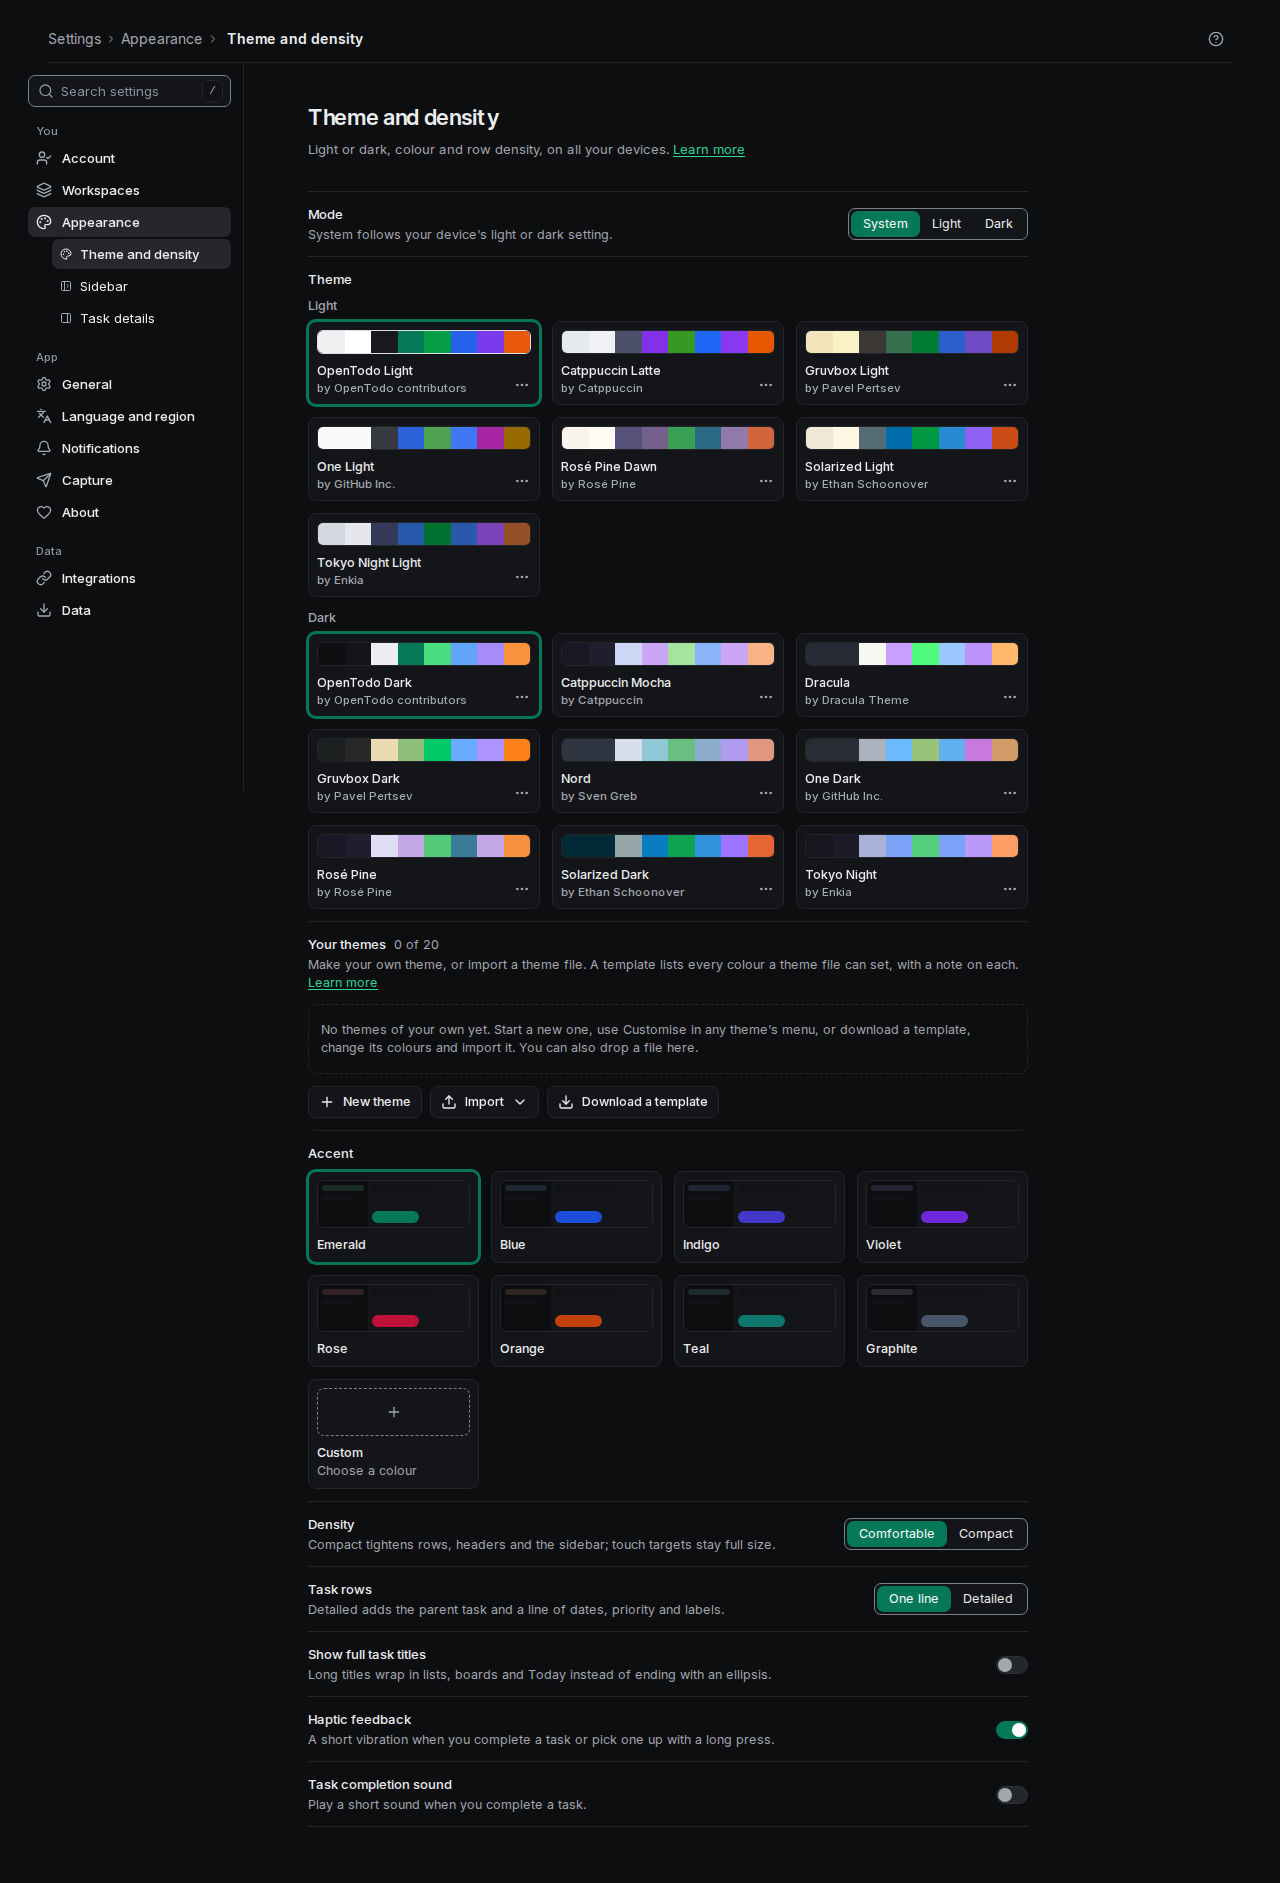 Settings > Appearance > Theme and density
Search settings /
You
Account
Workspaces
Appearance
Theme and density
Sidebar
Task details
App
General
Language and region
Notifications
Capture
About
Data
Integrations
Data
Theme and density
Light or dark, colour and row density, on all your devices. Learn more
Mode
System follows your device's light or dark setting.
System Light Dark
Theme
Light
OpenTodo Light
by OpenTodo contributors
Catppuccin Latte
by Catppuccin
Gruvbox Light
by Pavel Pertsev
One Light
by GitHub Inc.
Rosé Pine Dawn
by Rosé Pine
Solarized Light
by Ethan Schoonover
Tokyo Night Light
by Enkia
Dark
OpenTodo Dark
by OpenTodo contributors
Catppuccin Mocha
by Catppuccin
Dracula
by Dracula Theme
Gruvbox Dark
by Pavel Pertsev
Nord
by Sven Greb
One Dark
by GitHub Inc.
Rosé Pine
by Rosé Pine
Solarized Dark
by Ethan Schoonover
Tokyo Night
by Enkia
Your themes 0 of 20
Make your own theme, or import a theme file. A template lists every colour a theme file can set, with a note on each.
Learn more
No themes of your own yet. Start a new one, use Customise in any theme's menu, or download a template,
change its colours and import it. You can also drop a file here.
New theme
Import
Download a template
Accent
Emerald
Blue
Indigo
Violet
Rose
Orange
Teal
Graphite
Custom
Choose a colour
Density
Compact tightens rows, headers and the sidebar; touch targets stay full size.
Comfortable Compact
Task rows
Detailed adds the parent task and a line of dates, priority and labels.
One line Detailed
Show full task titles
Long titles wrap in lists, boards and Today instead of ending with an ellipsis.
Haptic feedback
A short vibration when you complete a task or pick one up with a long press.
Task completion sound
Play a short sound when you complete a task.